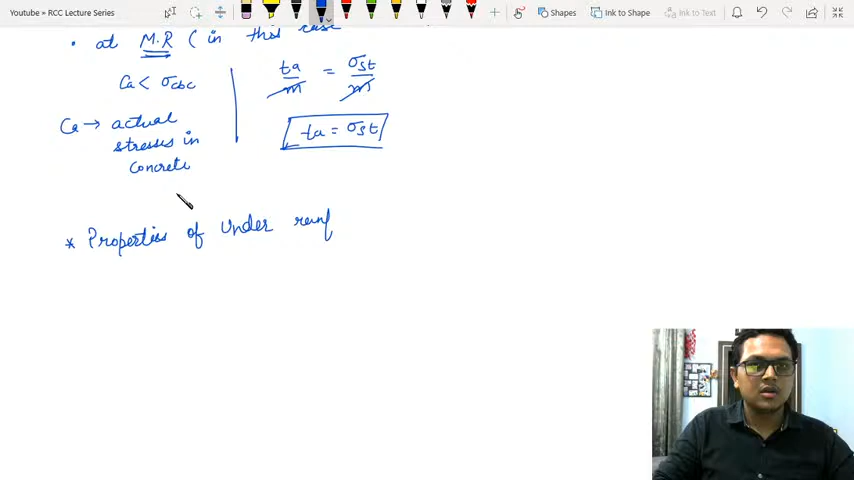 Youtube » RCC Lecture Series
Shapes
Ink to Shape
Ink to Text
• at M.R ( in this case
Ca < σcbc
ta/m = σst/m
Ca → actual
stresses in
concrete
ta = σst
* Properties of Under reinf